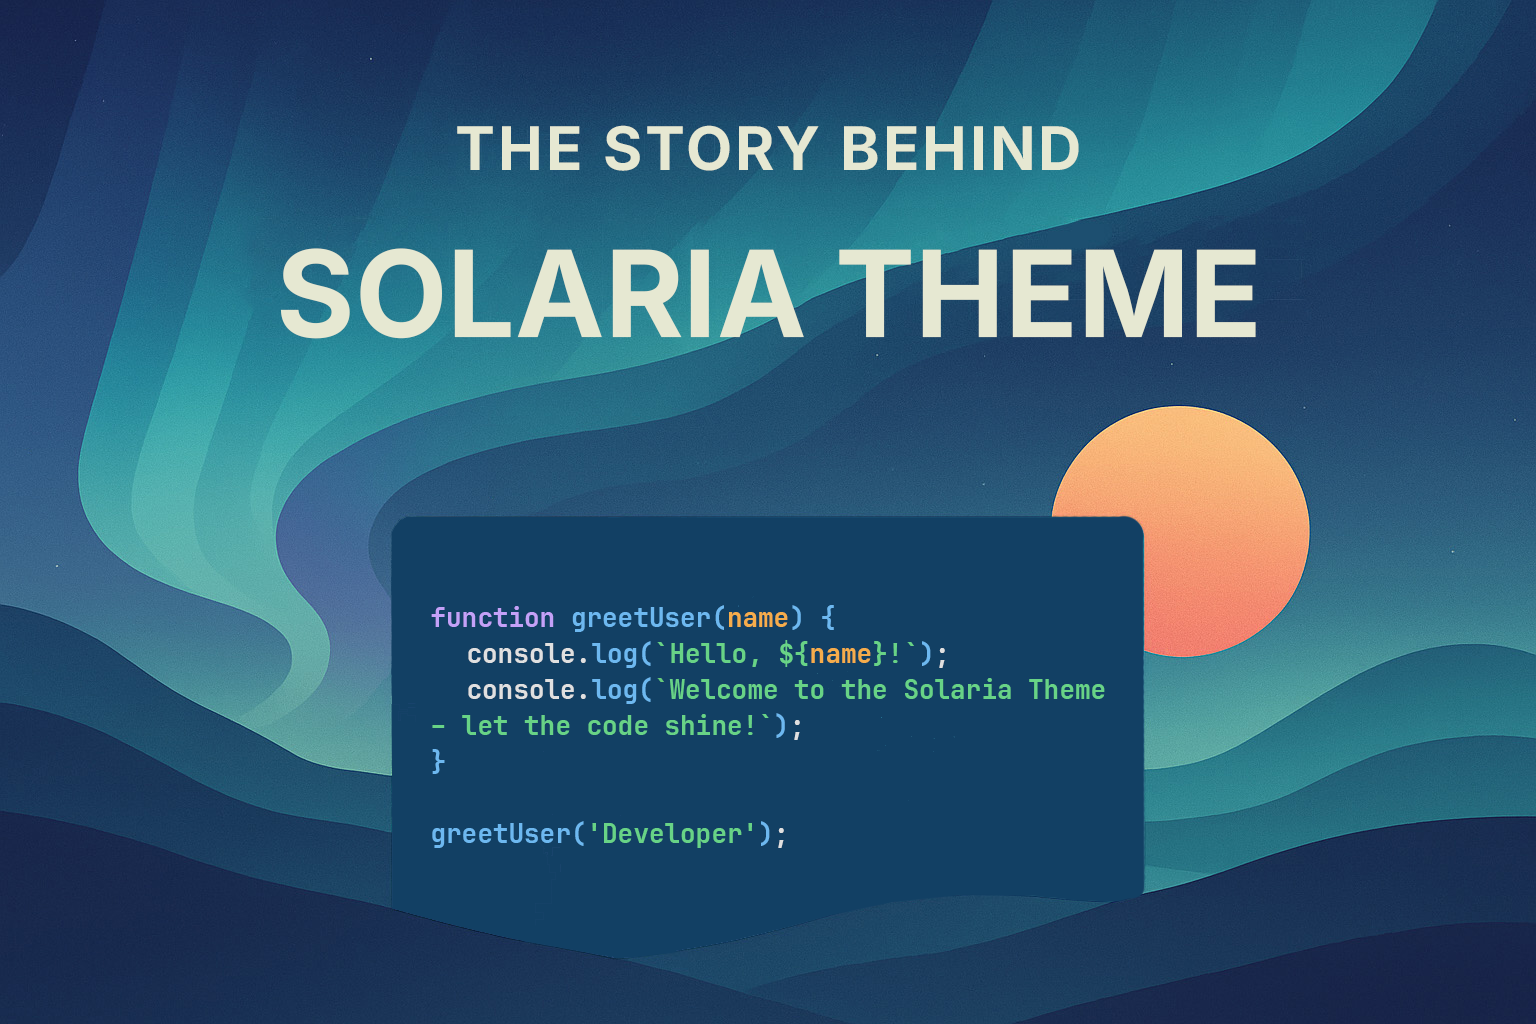 THE STORY BEHIND
SOLARIA THEME
function greetUser(name) {
console.log(`Hello, ${name}!`);
console.log(`Welcome to the Solaria Theme
– let the code shine!`);
}
greetUser('Developer');